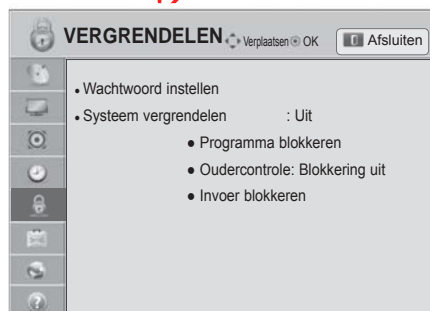 VERGRENDELEN Verplaatsen OK Afsluiten
• Wachtwoord instellen
• Systeem vergrendelen : Uit
● Programma blokkeren
● Oudercontrole: Blokkering uit
● Invoer blokkeren